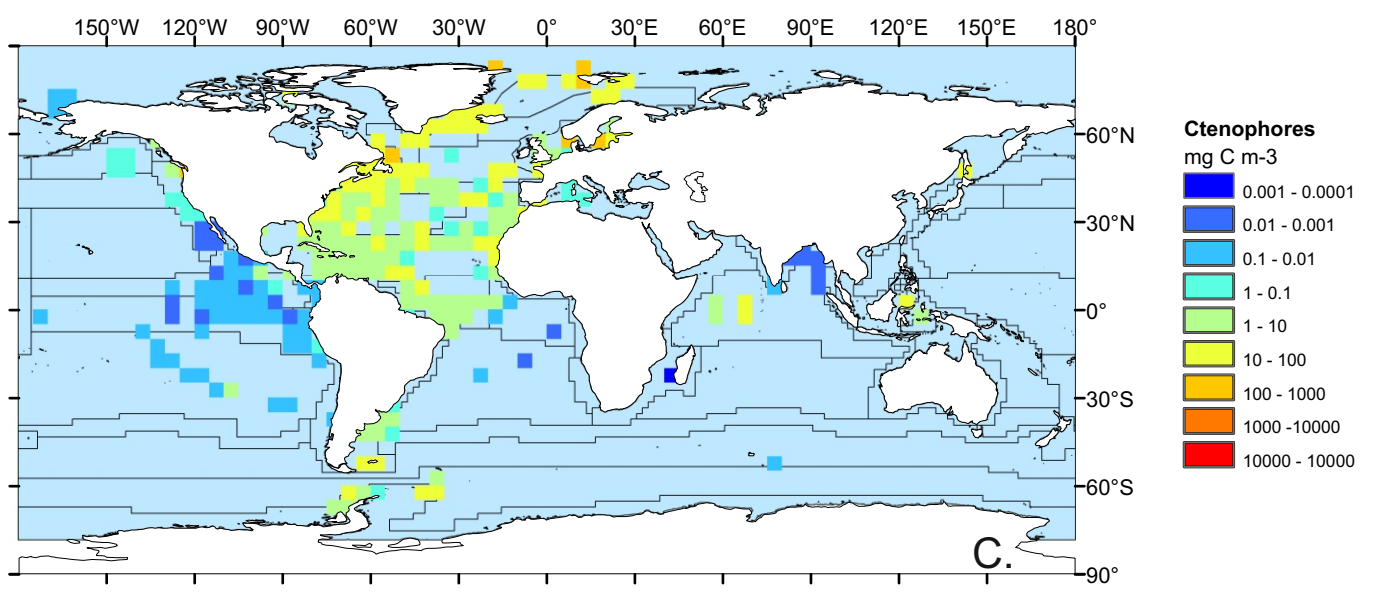 150°W 120°W 90°W 60°W 30°W 0° 30°E 60°E 90°E 120°E 150°E 180°
60°N
30°N
0°
30°S
60°S
90°
C.
Ctenophores
mg C m-3
0.001 - 0.0001
0.01 - 0.001
0.1 - 0.01
1 - 0.1
1 - 10
10 - 100
100 - 1000
1000 -10000
10000 - 10000